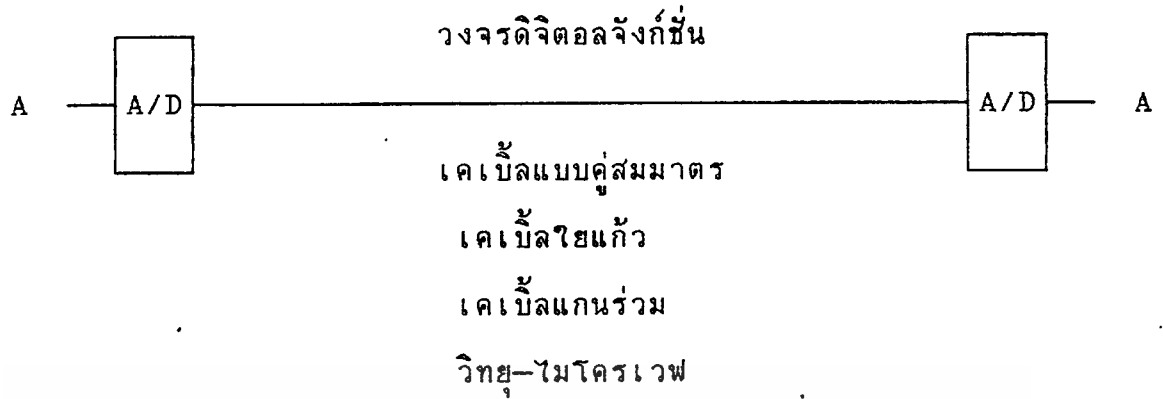 วงจรดิจิตอลจังก์ชั่น
A A/D A/D A
เคเบิ้ลแบบคู่สมมาตร
เคเบิ้ลใยแก้ว
เคเบิ้ลแกนร่วม
วิทยุ-ไมโครเวฟ